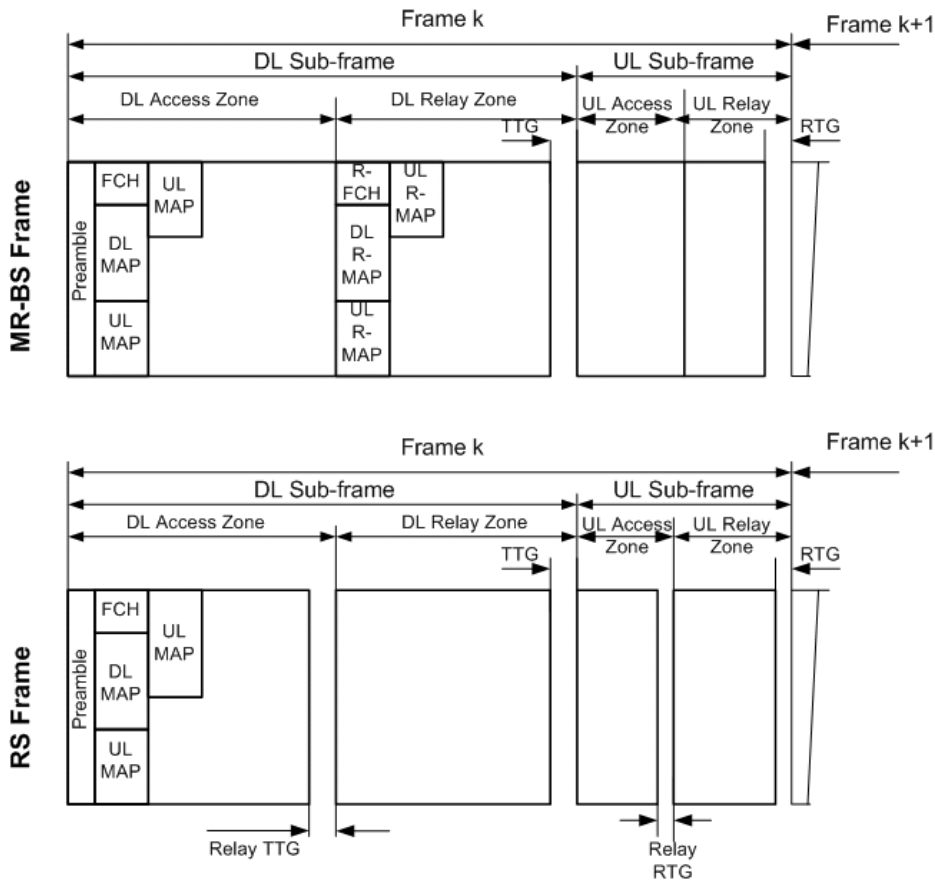 Frame k
Frame k+1
DL Sub-frame
UL Sub-frame
DL Access Zone
DL Relay Zone
UL Access
Zone
UL Relay
Zone
TTG
RTG
MR-BS Frame
Preamble
FCH
DL
MAP
UL
MAP
UL
MAP
R-
FCH
DL
R-
MAP
UL
R-
MAP
UL
R-
MAP
Frame k
Frame k+1
DL Sub-frame
UL Sub-frame
DL Access Zone
DL Relay Zone
UL Access
Zone
UL Relay
Zone
TTG
RTG
RS Frame
Preamble
FCH
DL
MAP
UL
MAP
UL
MAP
Relay TTG
Relay
RTG